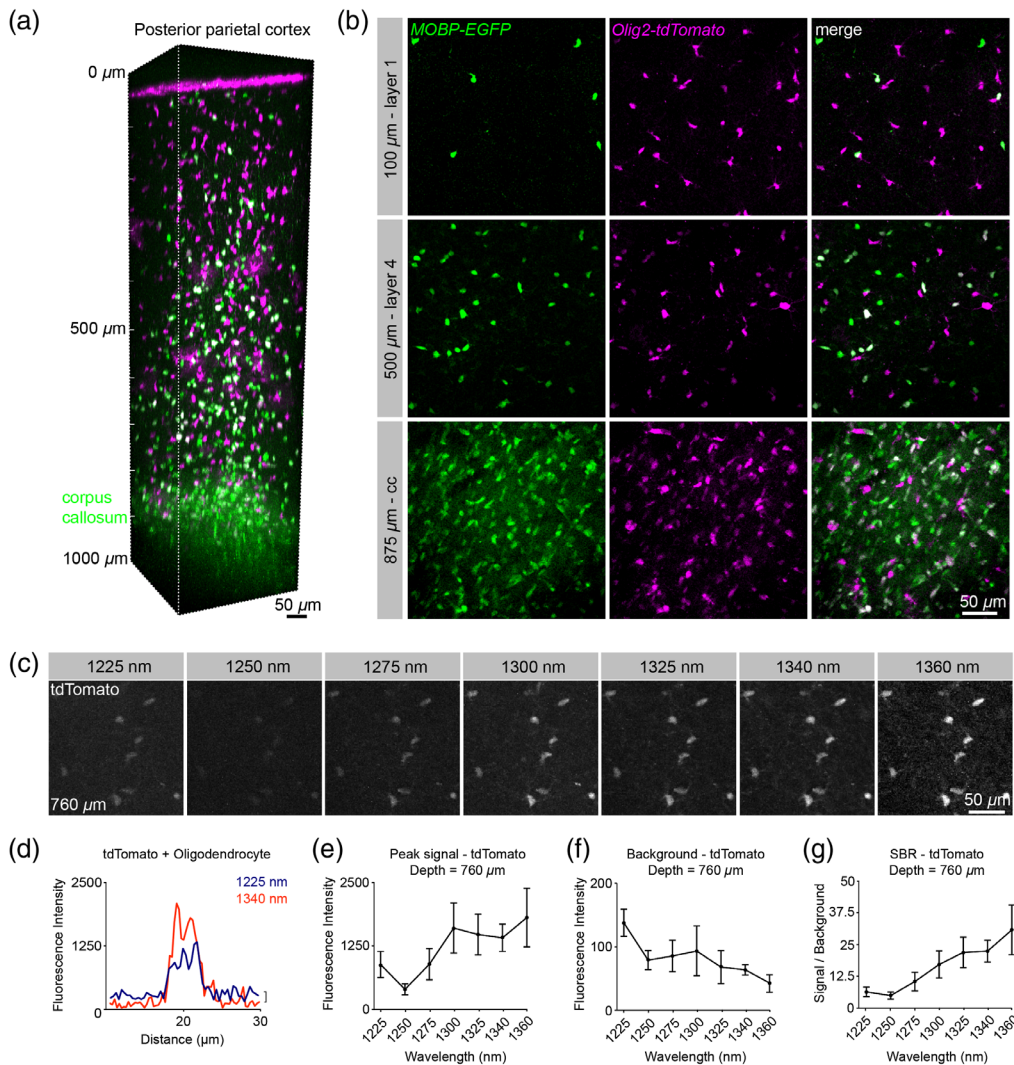 (a)
Posterior parietal cortex
0 µm
500 µm
corpus
callosum
1000 µm
50 µm
(b)
MOBP-EGFP
Olig2-tdTomato
merge
100 µm - layer 1
500 µm - layer 4
875 µm - cc
50 µm
(c)
1225 nm
1250 nm
1275 nm
1300 nm
1325 nm
1340 nm
1360 nm
tdTomato
760 µm
50 µm
(d)
tdTomato + Oligodendrocyte
1225 nm
1340 nm
Fluorescence Intensity
2500
1250
0
10
20
30
Distance (µm)
(e)
Peak signal - tdTomato
Depth = 760 µm
Fluorescence Intensity
2500
1250
0
1225
1250
1275
1300
1325
1340
1360
Wavelength (nm)
(f)
Background - tdTomato
Depth = 760 µm
Fluorescence Intensity
200
100
0
1225
1250
1275
1300
1325
1340
1360
Wavelength (nm)
(g)
SBR - tdTomato
Depth = 760 µm
Signal / Background
50
37.5
25
12.5
0
1225
1250
1275
1300
1325
1340
1360
Wavelength (nm)